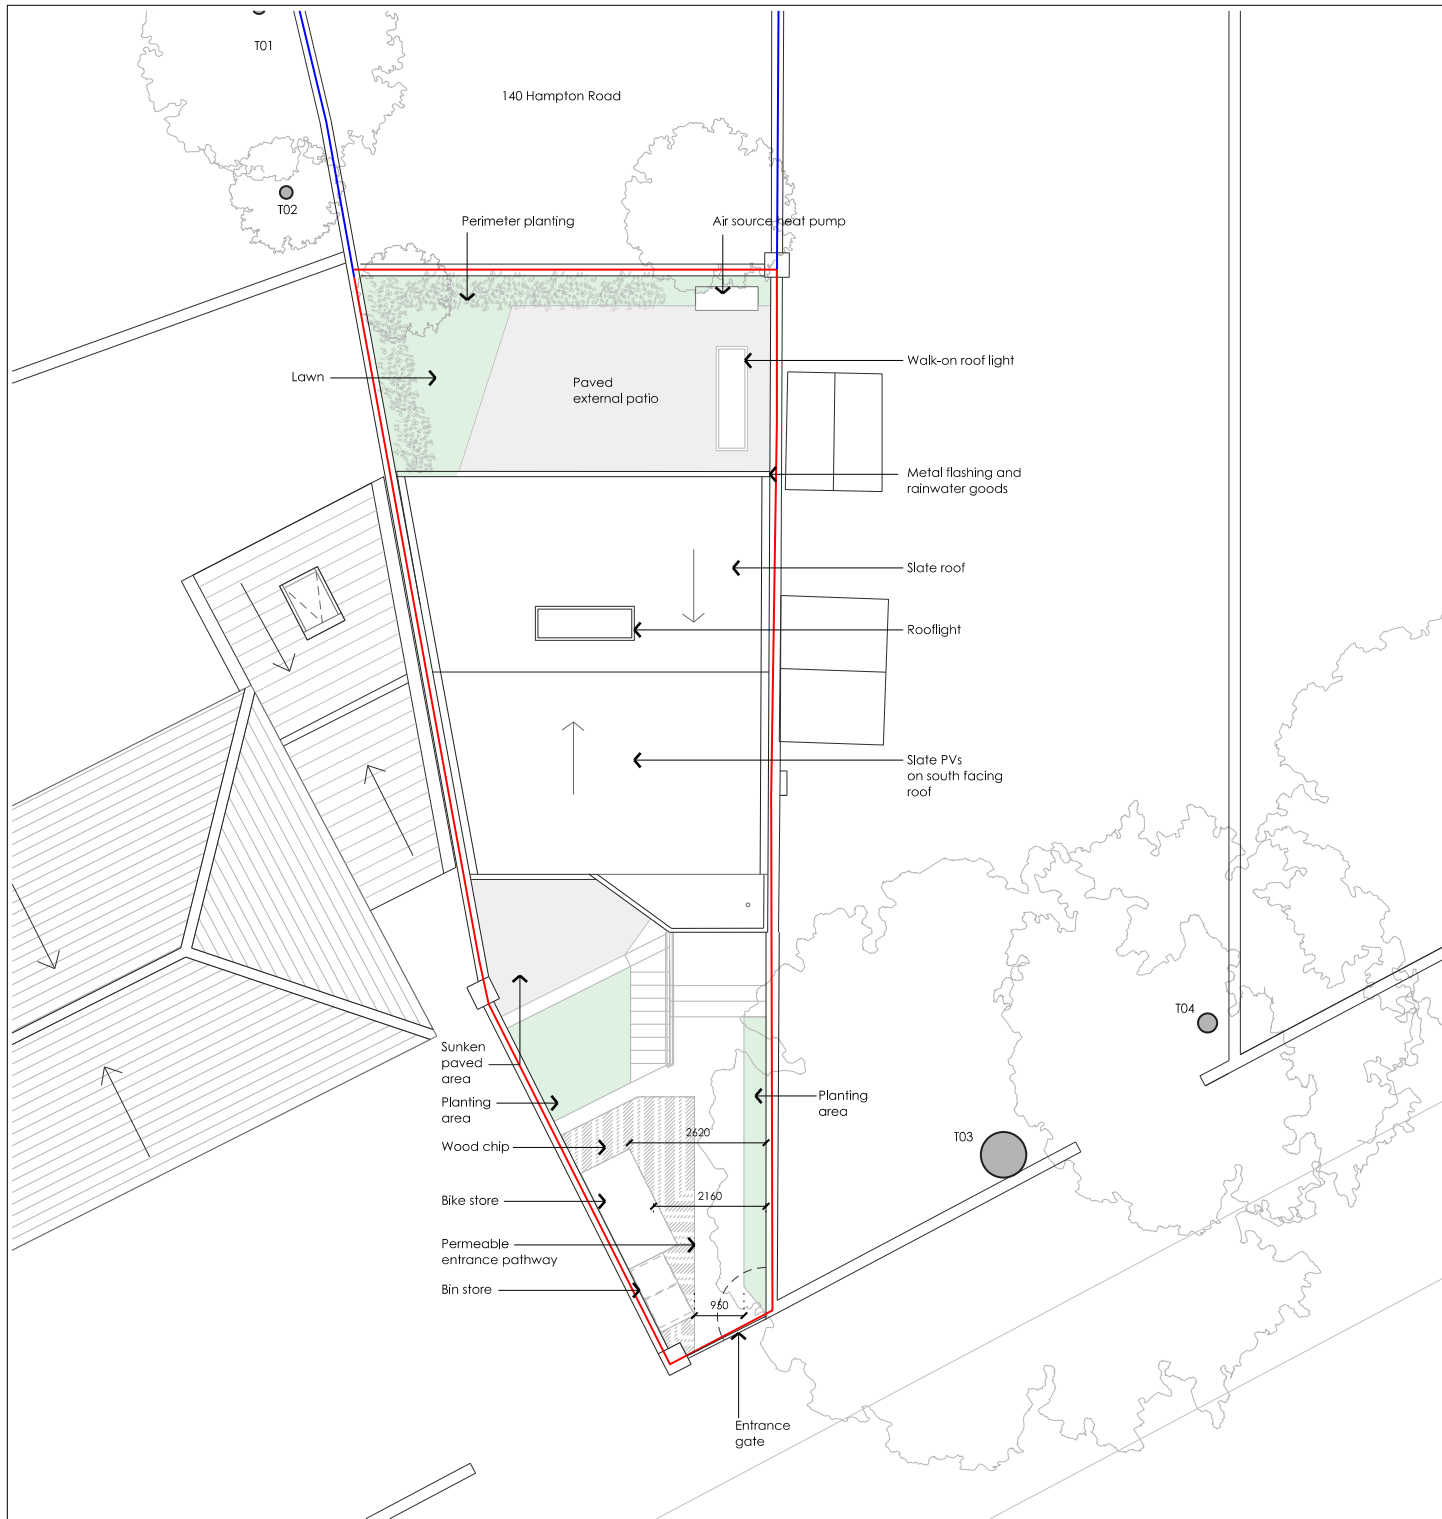 T01
140 Hampton Road
T02
Perimeter planting
Air source heat pump
Walk-on roof light
Lawn
Paved
external patio
Metal flashing and
rainwater goods
Slate roof
Rooflight
Slate PVs
on south facing
roof
T04
Sunken
paved
area
Planting
area
Planting
area
2620
T03
Wood chip
2160
Bike store
Permeable
entrance pathway
Bin store
950
Entrance
gate